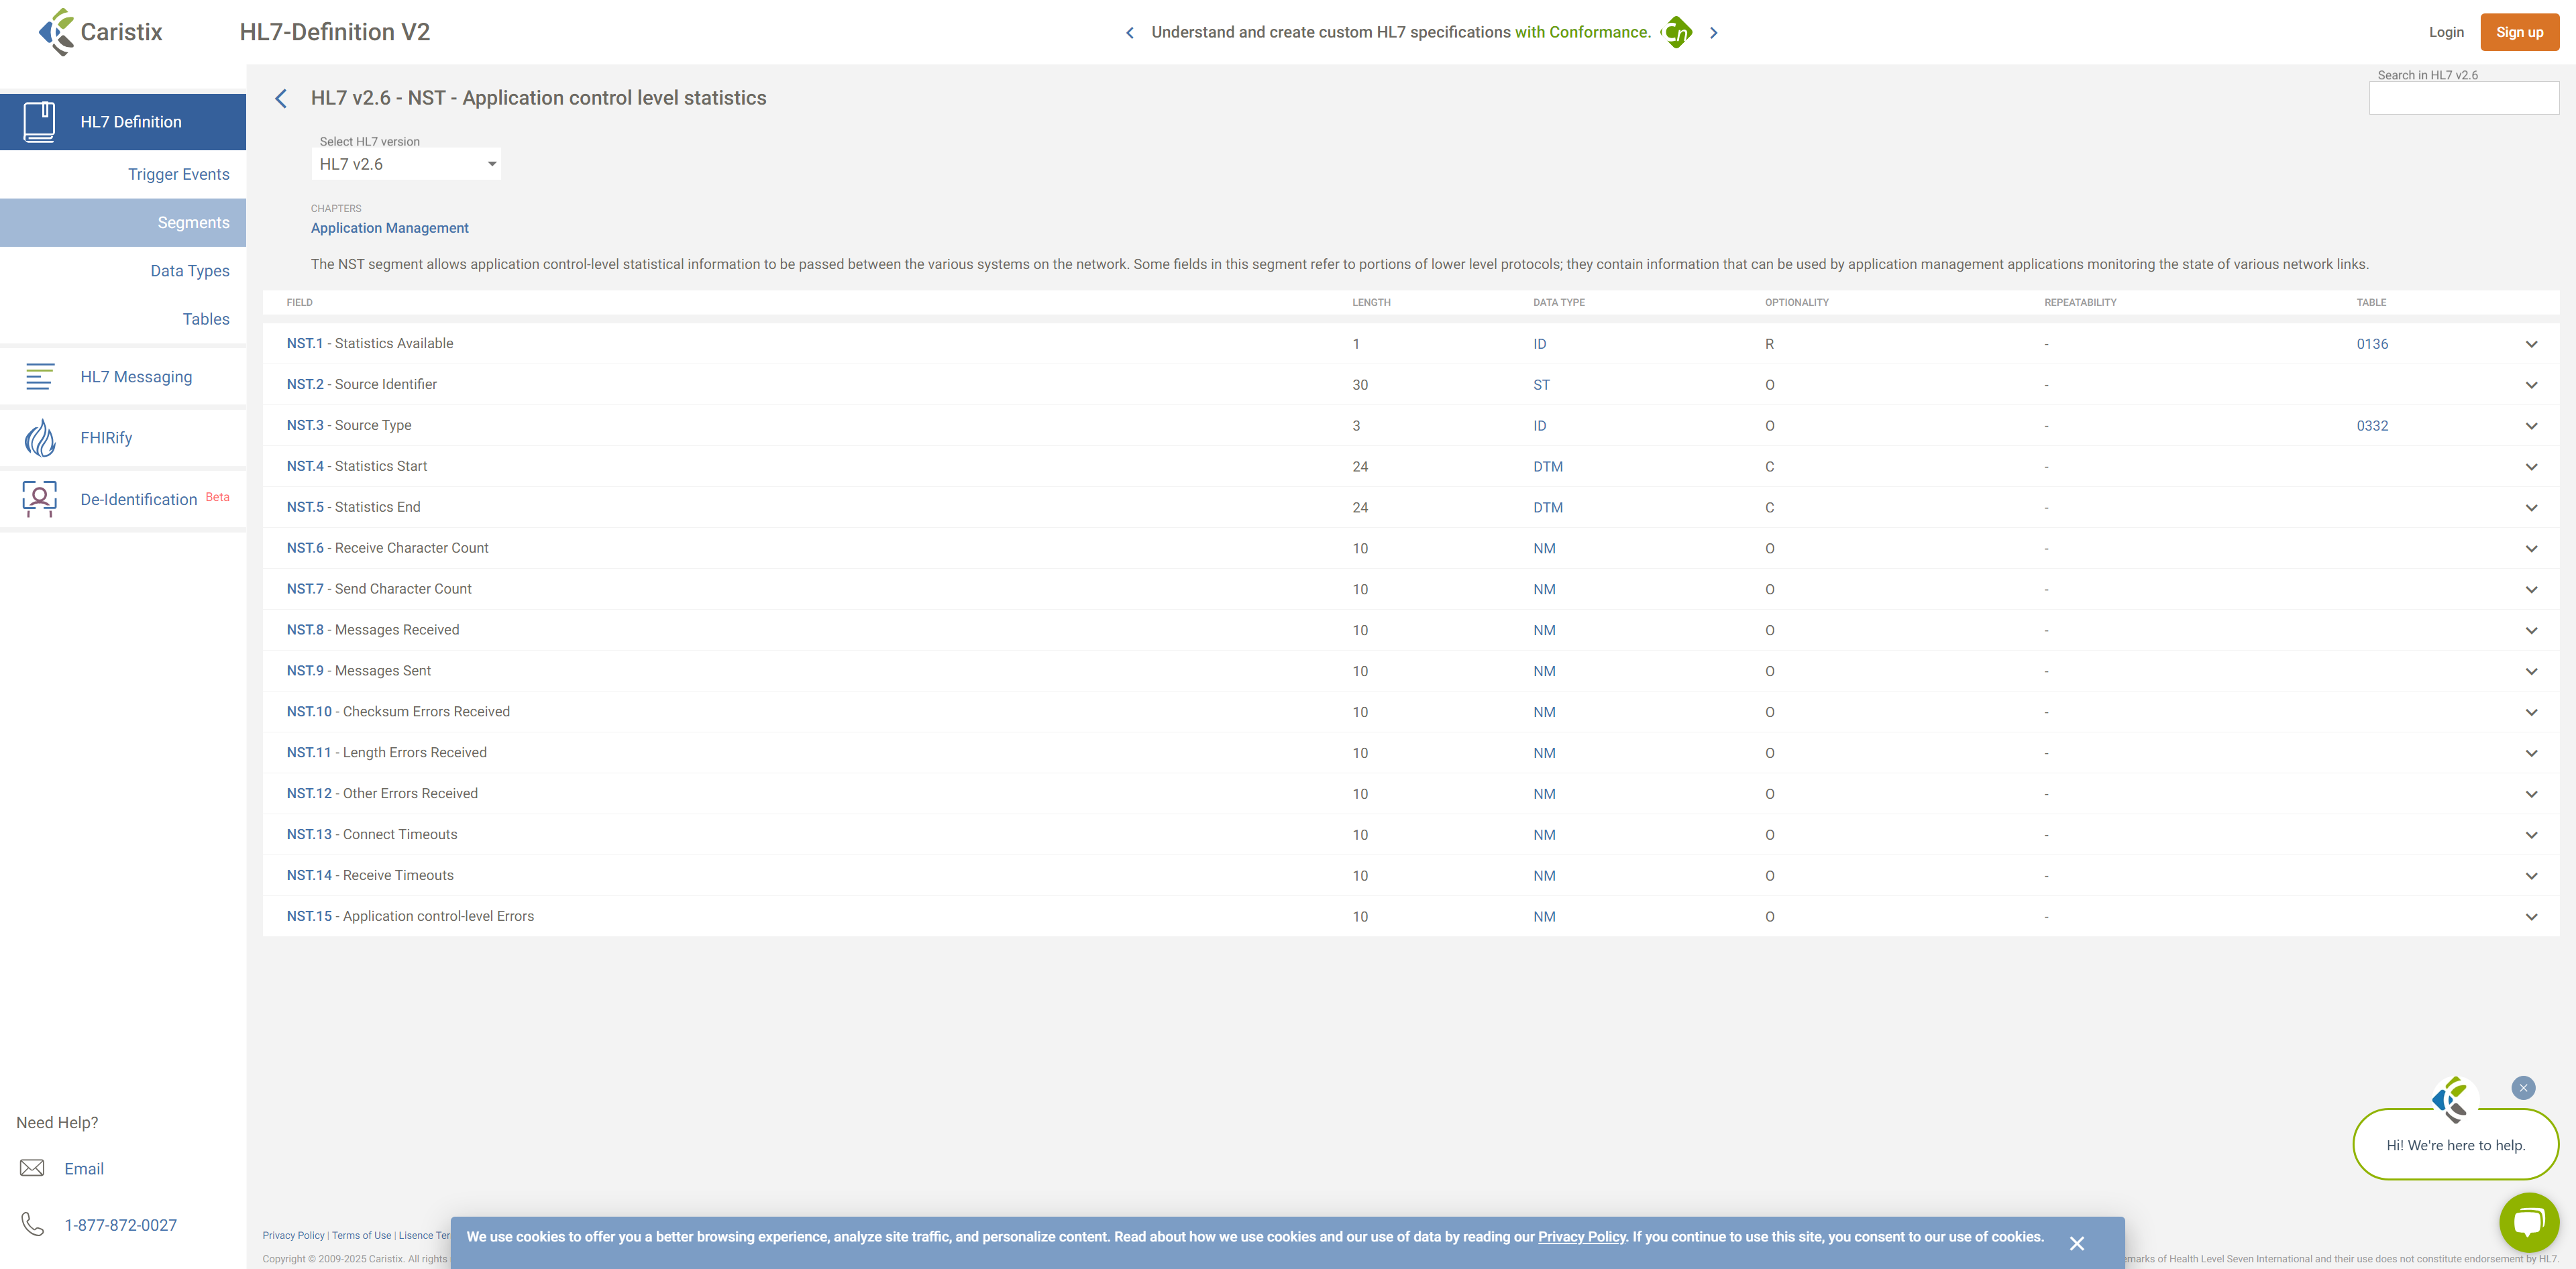 Caristix
HL7-Definition V2
Understand and create custom HL7 specifications with Conformance.
Cn
Login
Sign up
HL7 Definition
Trigger Events
Segments
Data Types
Tables
HL7 Messaging
FHIRify
De-Identification Beta
Need Help?
Email
1-877-872-0027
HL7 v2.6 - NST - Application control level statistics
Search in HL7 v2.6
Select HL7 version
HL7 v2.6
CHAPTERS
Application Management
The NST segment allows application control-level statistical information to be passed between the various systems on the network. Some fields in this segment refer to portions of lower level protocols; they contain information that can be used by application management applications monitoring the state of various network links.
FIELD LENGTH DATA TYPE OPTIONALITY REPEATABILITY TABLE
NST.1 - Statistics Available 1 ID R - 0136
NST.2 - Source Identifier 30 ST O -
NST.3 - Source Type 3 ID O - 0332
NST.4 - Statistics Start 24 DTM C -
NST.5 - Statistics End 24 DTM C -
NST.6 - Receive Character Count 10 NM O -
NST.7 - Send Character Count 10 NM O -
NST.8 - Messages Received 10 NM O -
NST.9 - Messages Sent 10 NM O -
NST.10 - Checksum Errors Received 10 NM O -
NST.11 - Length Errors Received 10 NM O -
NST.12 - Other Errors Received 10 NM O -
NST.13 - Connect Timeouts 10 NM O -
NST.14 - Receive Timeouts 10 NM O -
NST.15 - Application control-level Errors 10 NM O -
Hi! We're here to help.
Privacy Policy | Terms of Use | Lisence Ter
We use cookies to offer you a better browsing experience, analyze site traffic, and personalize content. Read about how we use cookies and our use of data by reading our Privacy Policy. If you continue to use this site, you consent to our use of cookies.
Copyright © 2009-2025 Caristix. All rights
emarks of Health Level Seven International and their use does not constitute endorsement by HL7.